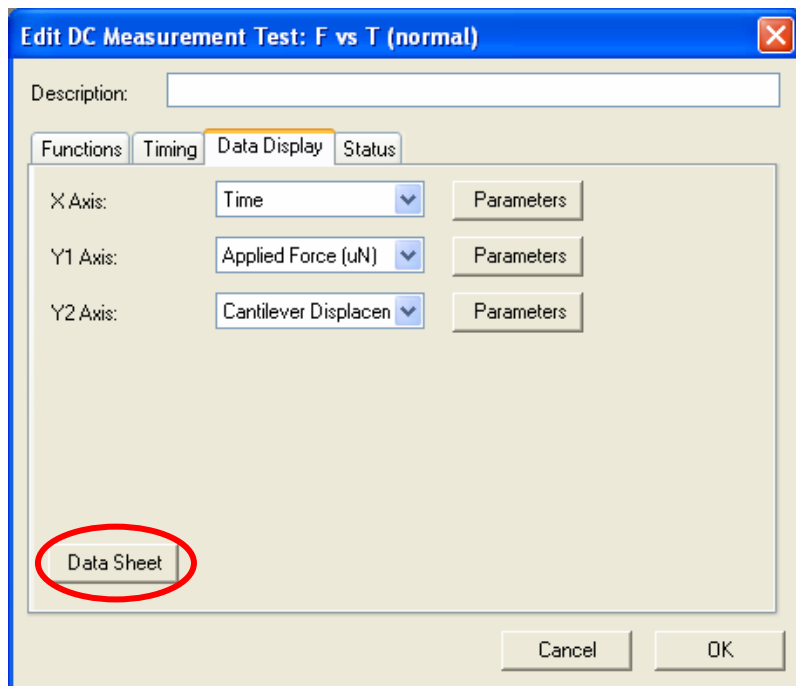 Edit DC Measurement Test: F vs T (normal)
Description:
Functions Timing Data Display Status
X Axis: Time Parameters
Y1 Axis: Applied Force (uN) Parameters
Y2 Axis: Cantilever Displacen Parameters
Data Sheet
Cancel OK